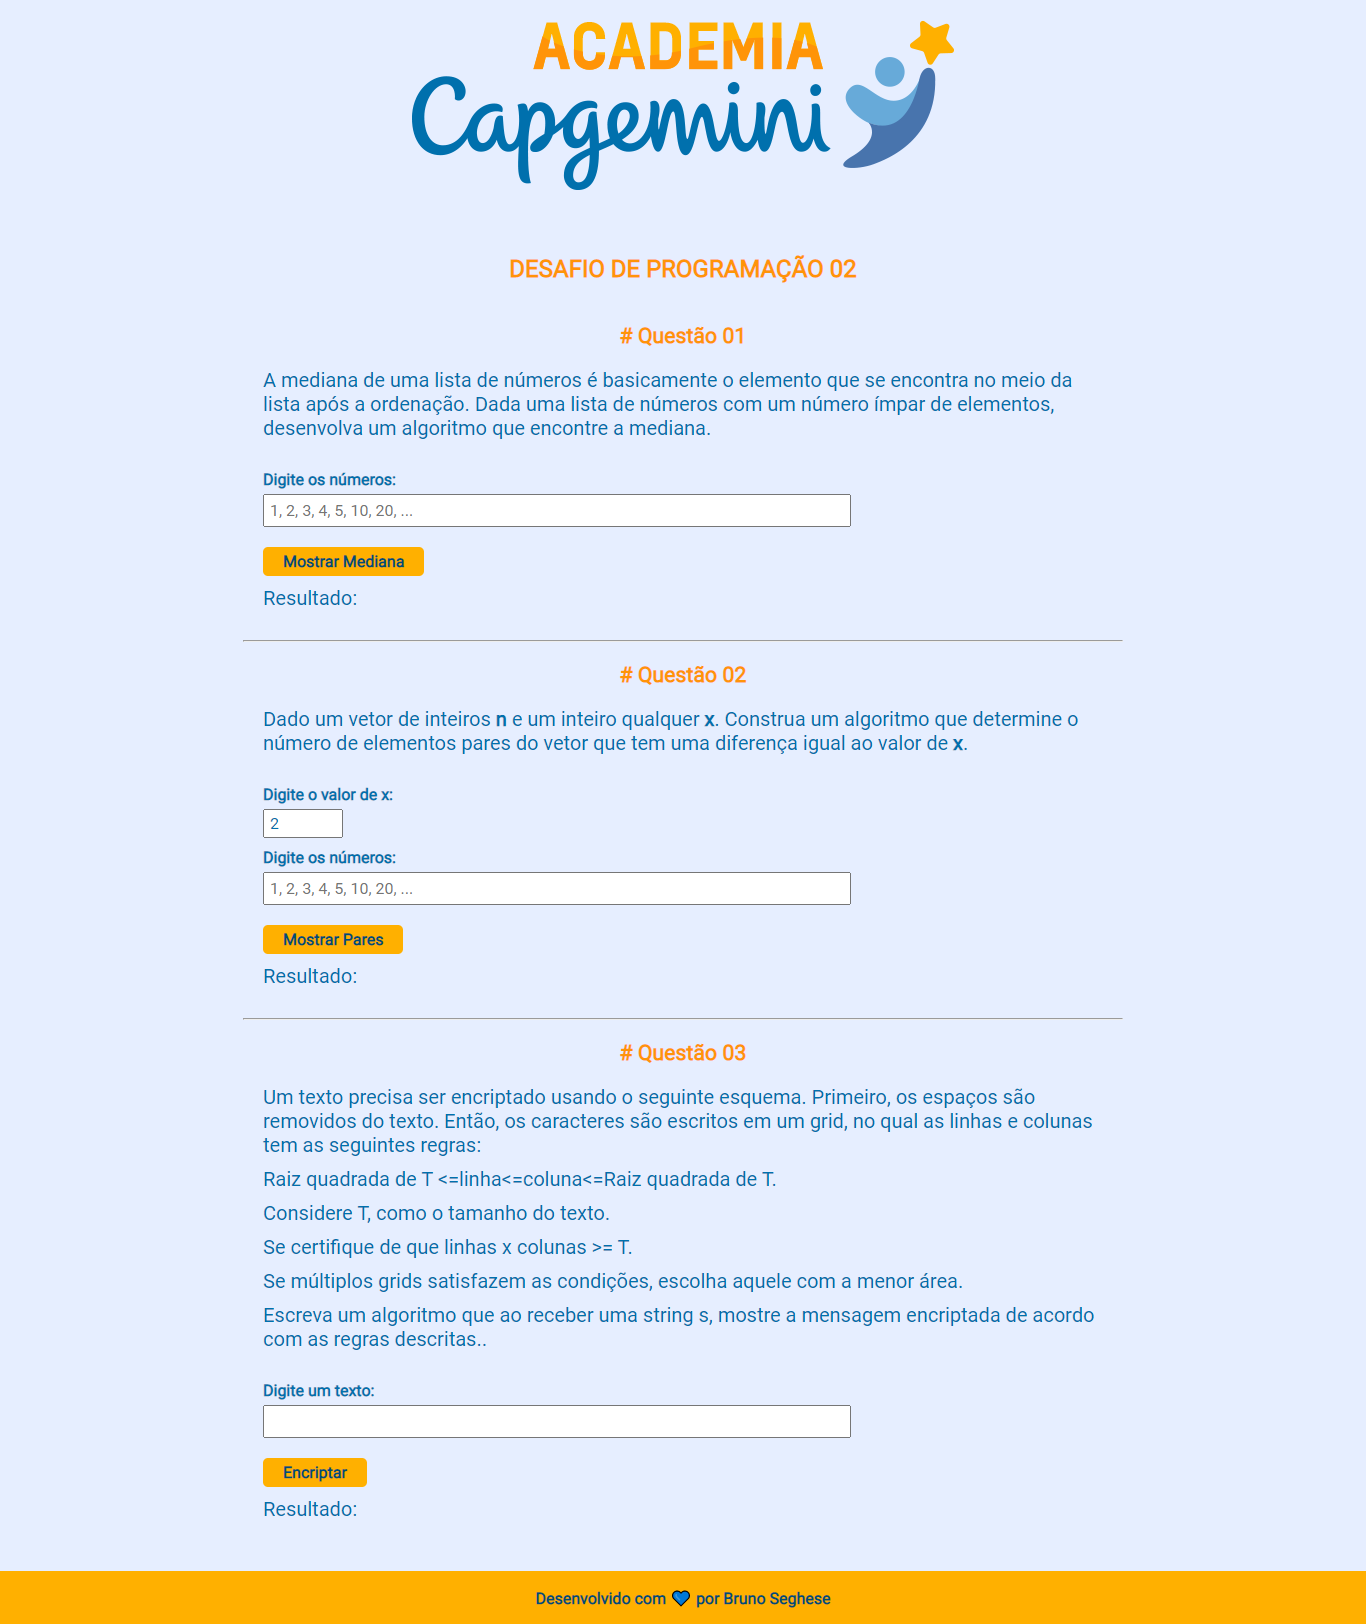 ACADEMIA
Capgemini
DESAFIO DE PROGRAMAÇÃO 02
# Questão 01
A mediana de uma lista de números é basicamente o elemento que se encontra no meio da
lista após a ordenação. Dada uma lista de números com um número ímpar de elementos,
desenvolva um algoritmo que encontre a mediana.
Digite os números:
1, 2, 3, 4, 5, 10, 20, ...
Mostrar Mediana
Resultado:
# Questão 02
Dado um vetor de inteiros n e um inteiro qualquer x. Construa um algoritmo que determine o
número de elementos pares do vetor que tem uma diferença igual ao valor de x.
Digite o valor de x:
2
Digite os números:
1, 2, 3, 4, 5, 10, 20, ...
Mostrar Pares
Resultado:
# Questão 03
Um texto precisa ser encriptado usando o seguinte esquema. Primeiro, os espaços são
removidos do texto. Então, os caracteres são escritos em um grid, no qual as linhas e colunas
tem as seguintes regras:
Raiz quadrada de T <=linha<=coluna<=Raiz quadrada de T.
Considere T, como o tamanho do texto.
Se certifique de que linhas x colunas >= T.
Se múltiplos grids satisfazem as condições, escolha aquele com a menor área.
Escreva um algoritmo que ao receber uma string s, mostre a mensagem encriptada de acordo
com as regras descritas..
Digite um texto:
Encriptar
Resultado:
Desenvolvido com 💙 por Bruno Seghese